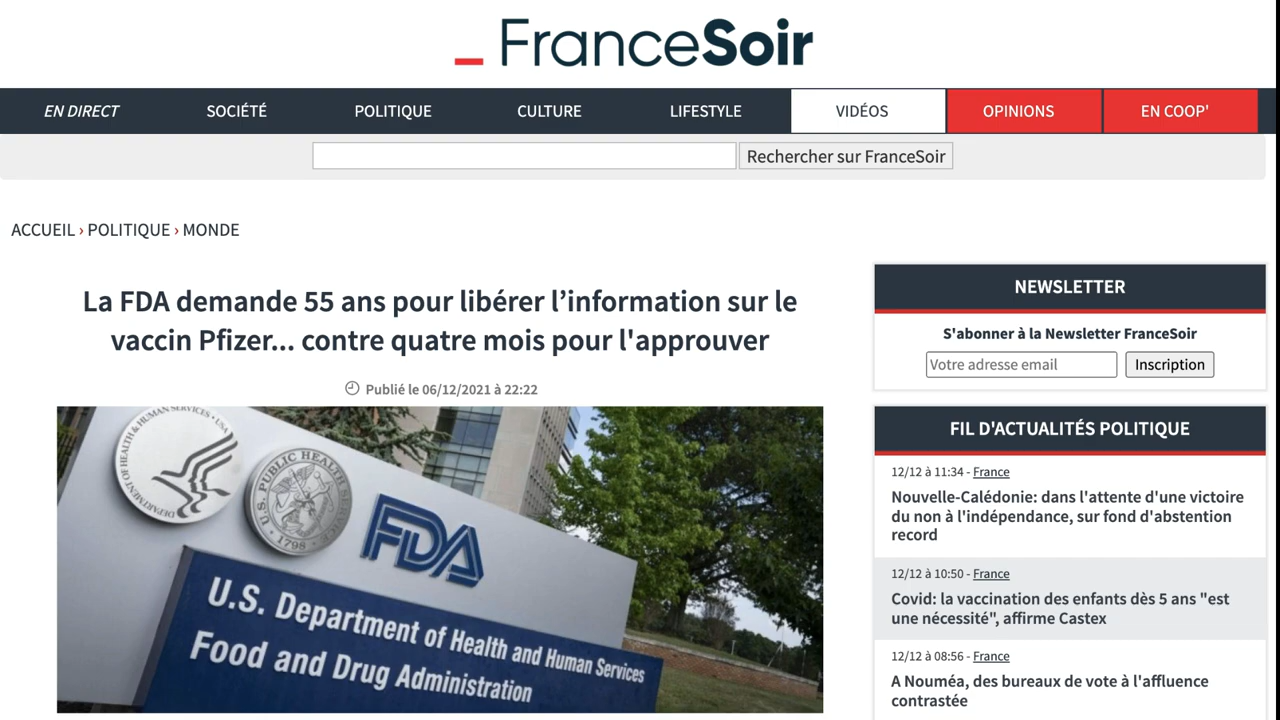 FranceSoir
EN DIRECT
SOCIÉTÉ
POLITIQUE
CULTURE
LIFESTYLE
VIDÉOS
OPINIONS
EN COOP'
Rechercher sur FranceSoir
ACCUEIL › POLITIQUE › MONDE
La FDA demande 55 ans pour libérer l’information sur le
vaccin Pfizer... contre quatre mois pour l'approuver
Publié le 06/12/2021 à 22:22
DEPARTMENT OF HEALTH & HUMAN SERVICES · USA
U.S. PUBLIC HEALTH SERVICE
1798
FDA
U.S. Department of Health and Human Services
Food and Drug Administration
NEWSLETTER
S'abonner à la Newsletter FranceSoir
Votre adresse email
Inscription
FIL D'ACTUALITÉS POLITIQUE
12/12 à 11:34 - France
Nouvelle-Calédonie: dans l'attente d'une victoire
du non à l'indépendance, sur fond d'abstention
record
12/12 à 10:50 - France
Covid: la vaccination des enfants dès 5 ans "est
une nécessité", affirme Castex
12/12 à 08:56 - France
A Nouméa, des bureaux de vote à l'affluence
contrastée